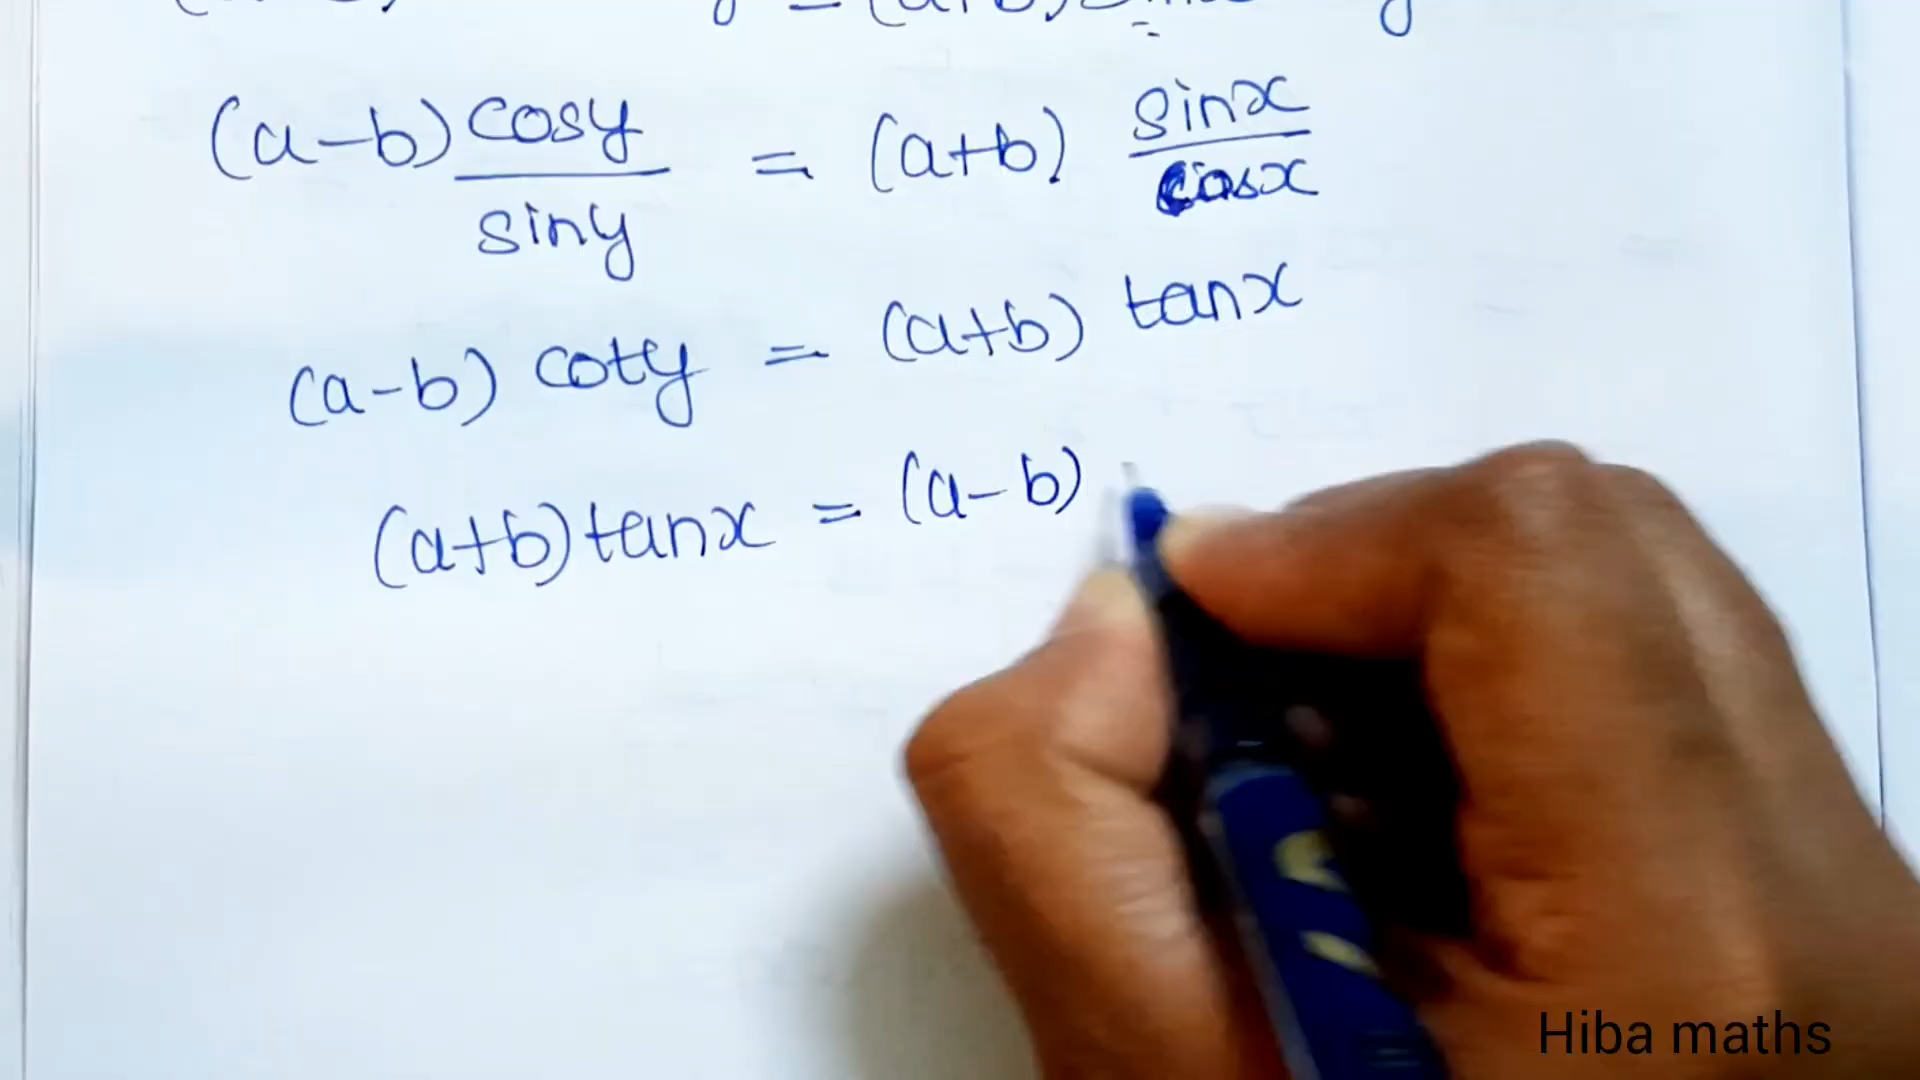 (a-b) cosy/siny = (a+b) sinx/cosx
(a-b) coty = (a+b) tanx
(a+b) tanx = (a-b)
Hiba maths